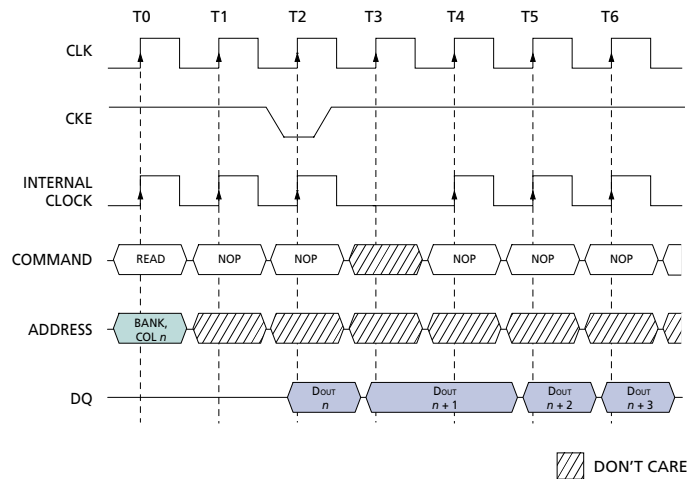 T0 T1 T2 T3 T4 T5 T6
CLK
CKE
INTERNAL
CLOCK
COMMAND READ NOP NOP NOP NOP NOP
ADDRESS BANK,
COL n
DQ DOUT DOUT DOUT DOUT
n n + 1 n + 2 n + 3
DON'T CARE